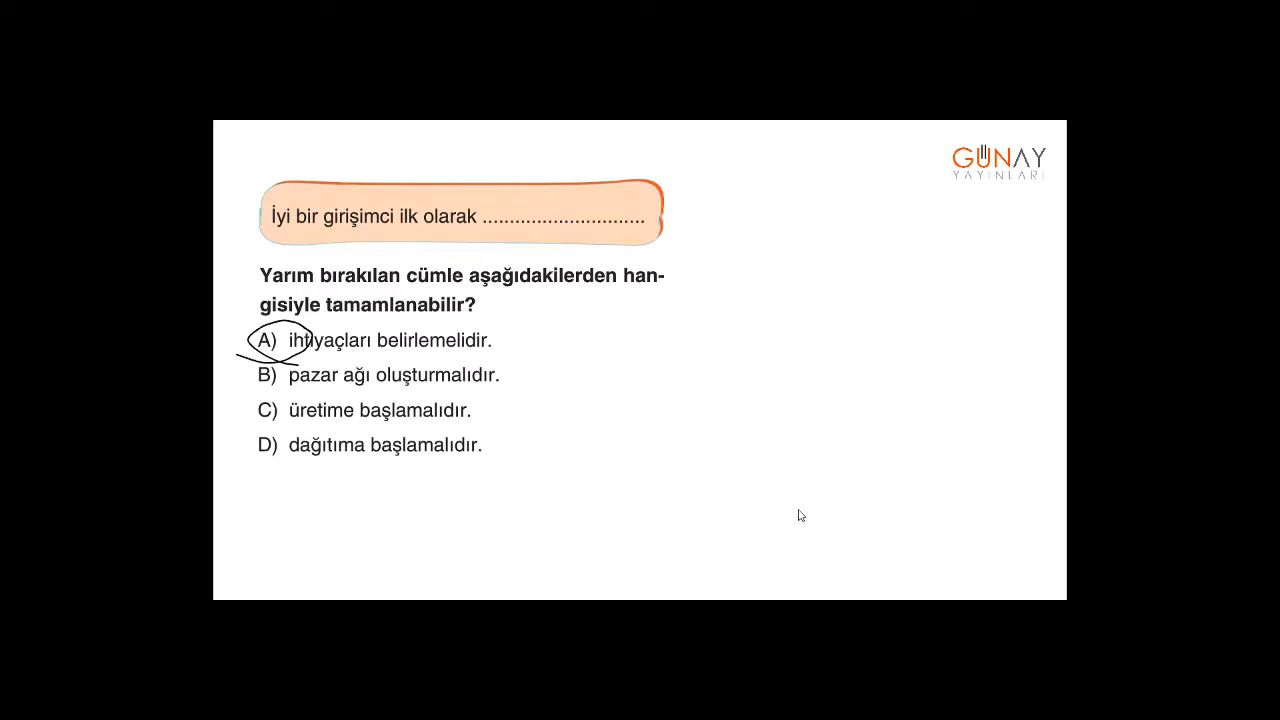 GÜNAY
YAYINLARI
İyi bir girişimci ilk olarak ..............................
Yarım bırakılan cümle aşağıdakilerden han-
gisiyle tamamlanabilir?
A) ihtiyaçları belirlemelidir.
B) pazar ağı oluşturmalıdır.
C) üretime başlamalıdır.
D) dağıtıma başlamalıdır.